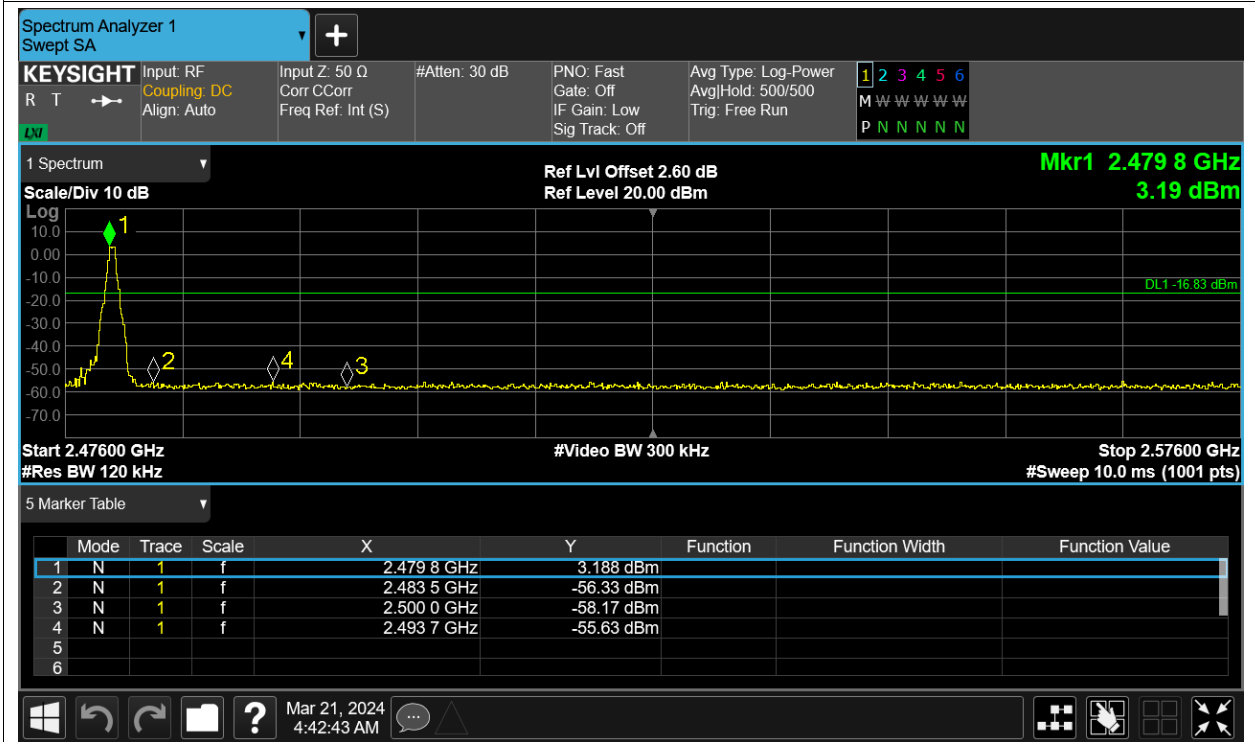 Spectrum Analyzer 1
Swept SA
+
KEYSIGHT Input: RF Input Z: 50 Ω #Atten: 30 dB PNO: Fast Avg Type: Log-Power 1 2 3 4 5 6
R T Coupling: DC Corr CCorr Gate: Off Avg|Hold: 500/500 M W W W W W
Align: Auto Freq Ref: Int (S) IF Gain: Low Trig: Free Run
LXI Sig Track: Off P N N N N N
1 Spectrum Ref Lvl Offset 2.60 dB Mkr1 2.479 8 GHz
Scale/Div 10 dB Ref Level 20.00 dBm 3.19 dBm
Log
1
10.0
0.00
-10.0
DL1 -16.83 dBm
-20.0
-30.0
-40.0
2 4 3
-50.0
-60.0
-70.0
Start 2.47600 GHz #Video BW 300 kHz Stop 2.57600 GHz
#Res BW 120 kHz #Sweep 10.0 ms (1001 pts)
5 Marker Table
Mode Trace Scale X Y Function Function Width Function Value
1 N 1 f 2.479 8 GHz 3.188 dBm
2 N 1 f 2.483 5 GHz -56.33 dBm
3 N 1 f 2.500 0 GHz -58.17 dBm
4 N 1 f 2.493 7 GHz -55.63 dBm
5
6
? Mar 21, 2024
4:42:43 AM